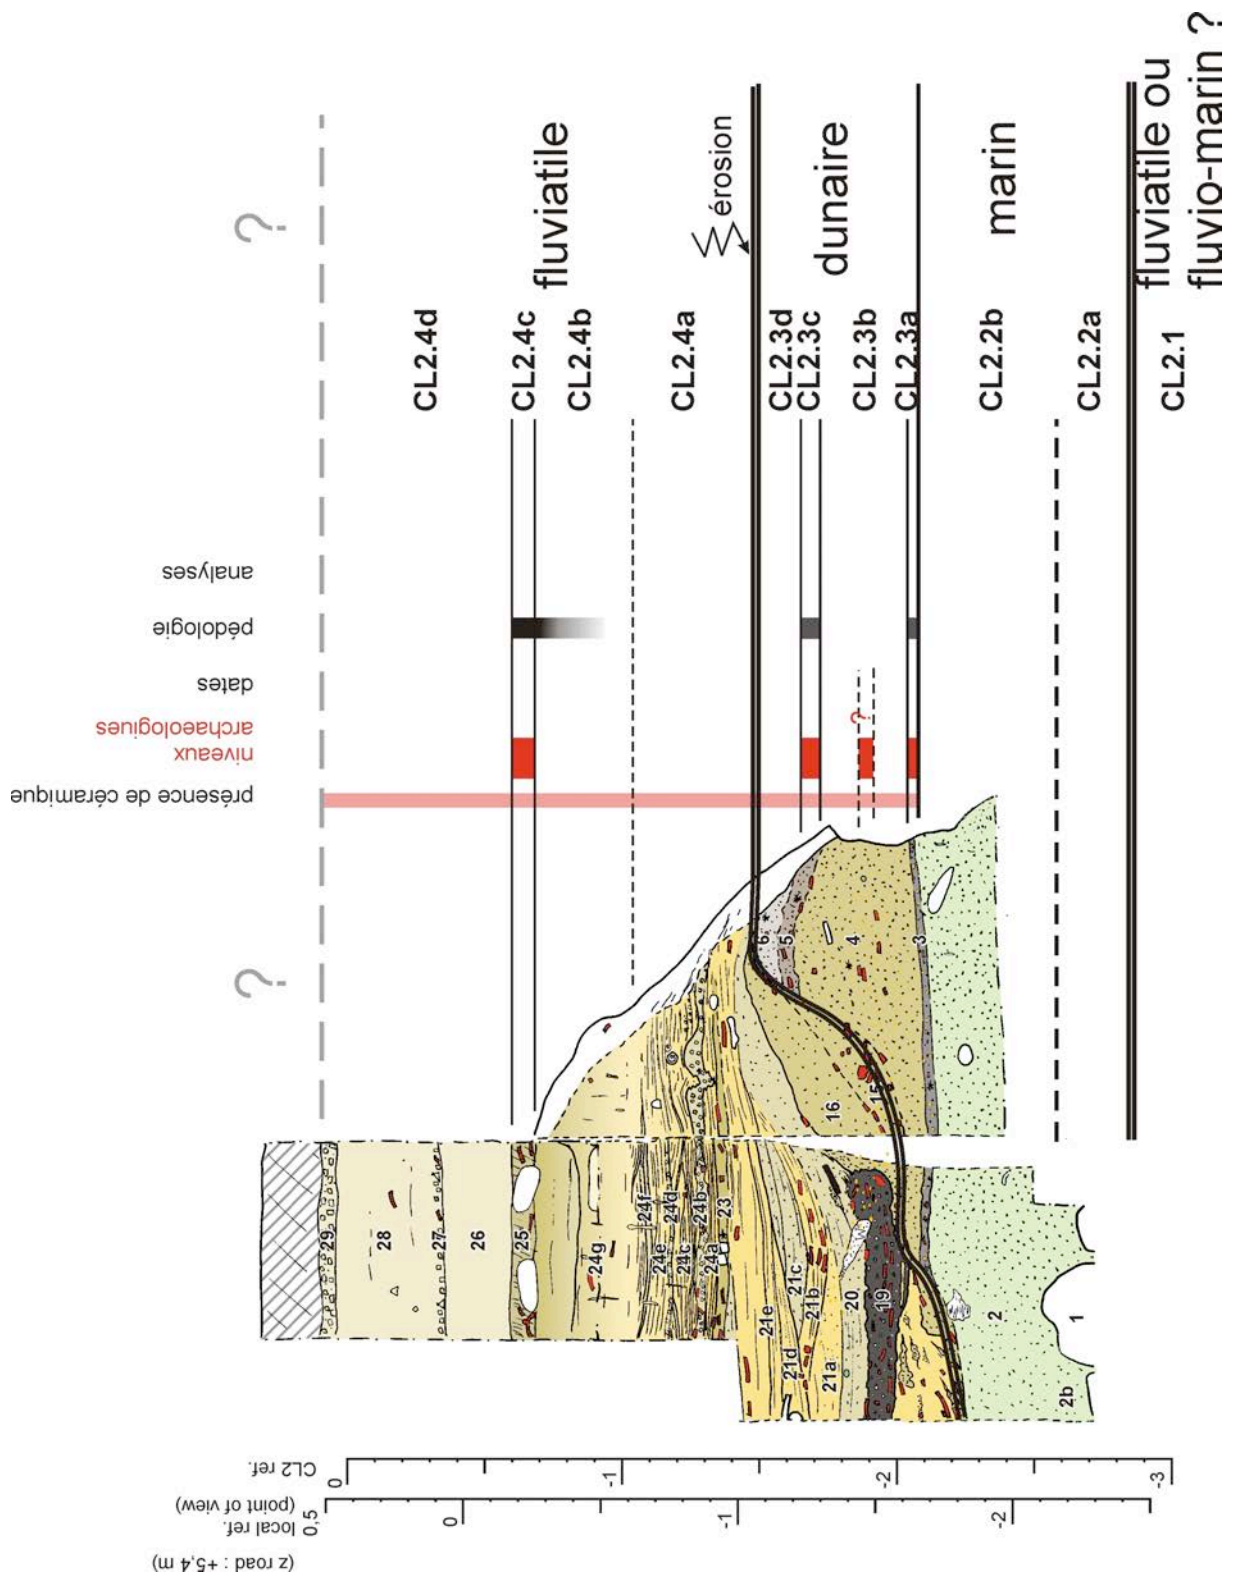 ?
?
fluviatile
érosion
dunaire
marin
fluviatile ou
fluvio-marin ?
CL2.4d
CL2.4c
CL2.4b
CL2.4a
CL2.3d
CL2.3c
CL2.3b
CL2.3a
CL2.2b
CL2.2a
CL2.1
analyses
pédologie
dates
niveaux
archaeologiues
présence de céramique
?
29
28
27
26
25
24g
24f
24e
24d
24c
24b
24a
23
21e
21d
21c
21b
21a
20
19
16
15
6
5
4
3
2
2b
1
CL2 ref.
0
-1
-2
-3
(z road : +5,4 m)
local ref.
(point of view)
0,5
0
-1
-2